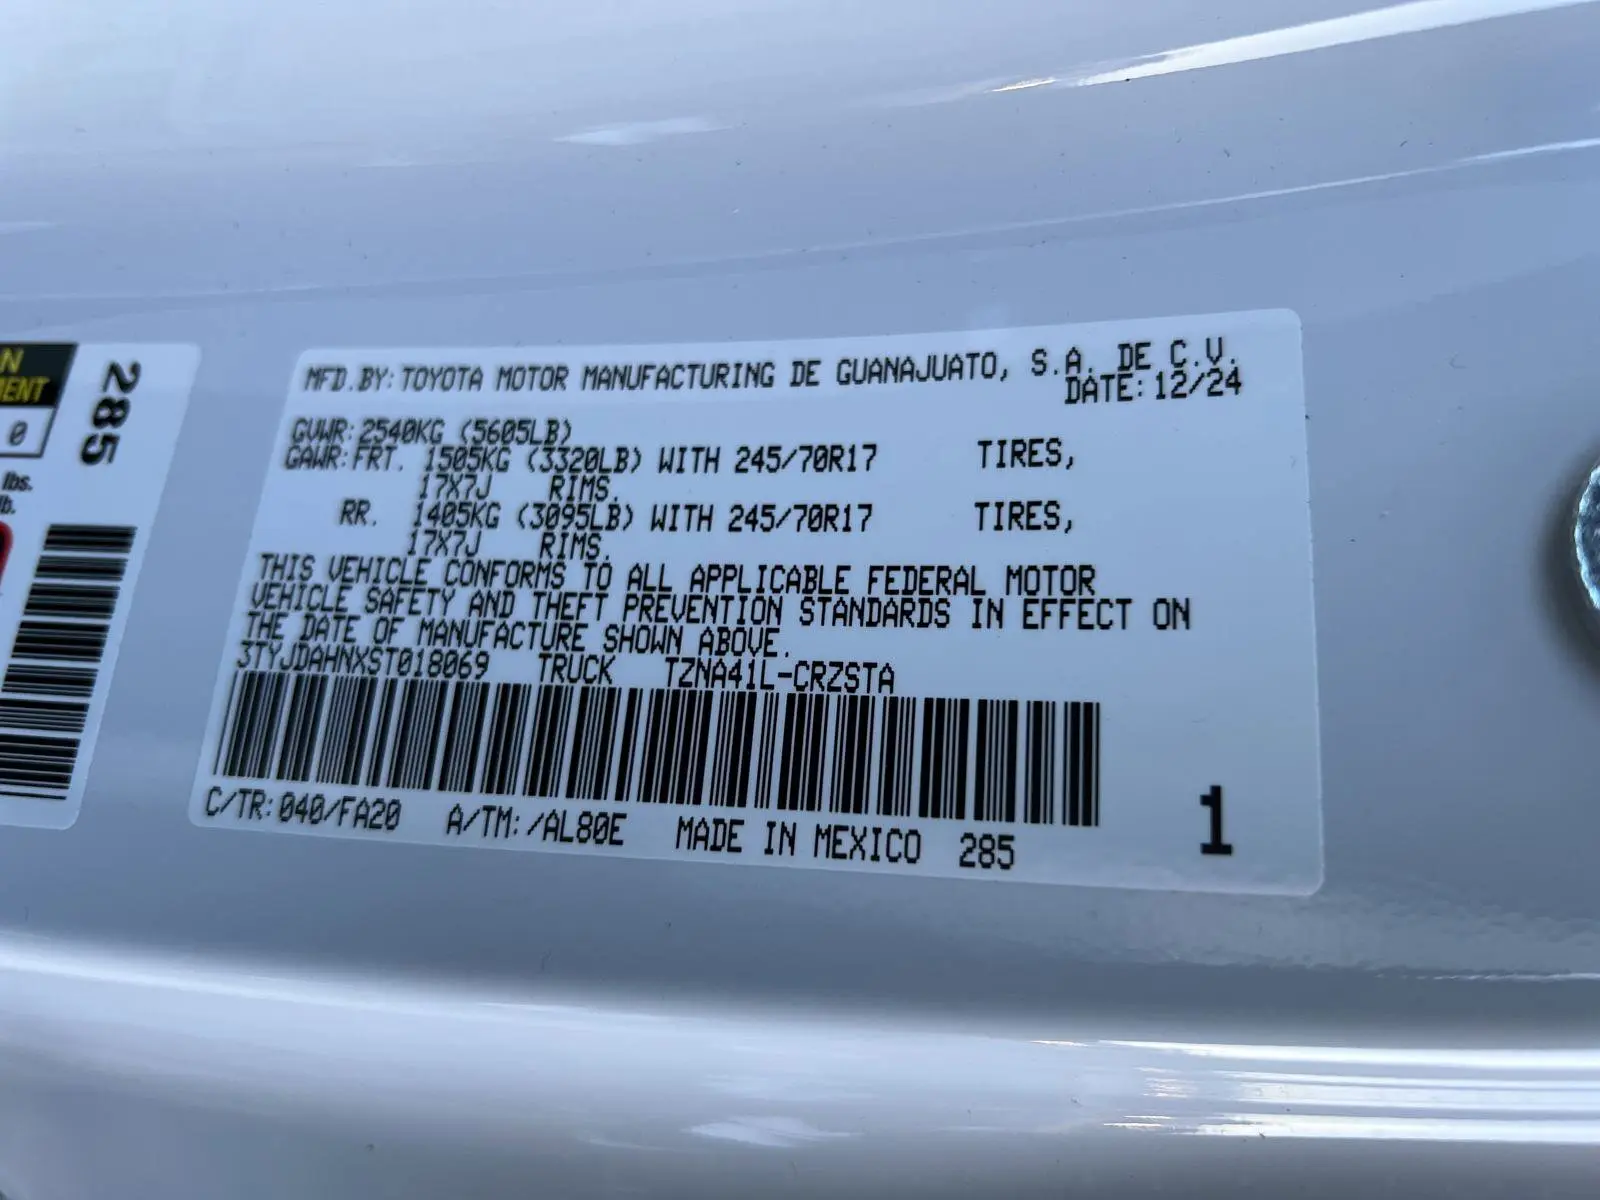 MFD.BY:TOYOTA MOTOR MANUFACTURING DE GUANAJUATO, S.A. DE C.V.
DATE:12/24
GVWR:2540KG (5605LB)
GAWR:FRT. 1505KG (3320LB) WITH 245/70R17 TIRES,
17X7J RIMS.
RR. 1405KG (3095LB) WITH 245/70R17 TIRES,
17X7J RIMS.
THIS VEHICLE CONFORMS TO ALL APPLICABLE FEDERAL MOTOR
VEHICLE SAFETY AND THEFT PREVENTION STANDARDS IN EFFECT ON
THE DATE OF MANUFACTURE SHOWN ABOVE.
3TYJDAHNXST018069 TRUCK TZNA41L-CRZSTA
C/TR:040/FA20 A/TM:/AL80E MADE IN MEXICO 285
1
285
0
lbs.